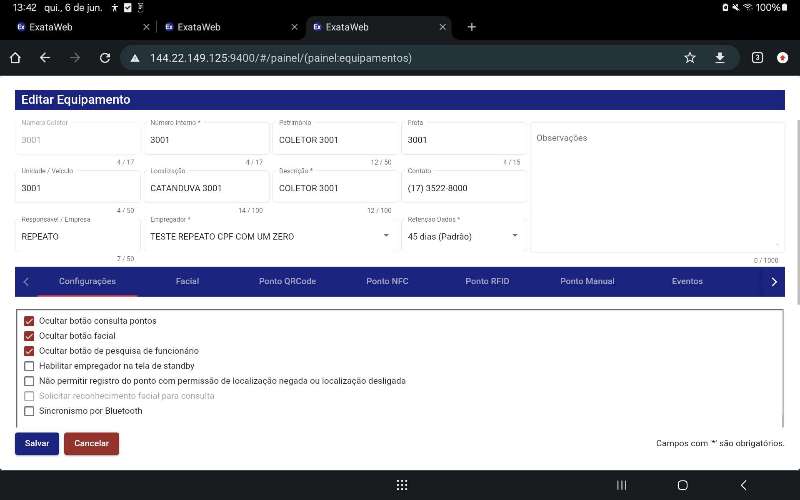 13:42 qui., 6 de jun. 100%
ExataWeb ExataWeb ExataWeb
144.22.149.125:9400/#/painel/(painel:equipamentos) 3
Editar Equipamento
Número Coletor Número Interno * Patrimônio Frota
3001 3001 COLETOR 3001 3001 Observações
4 / 17 4 / 17 12 / 50 4 / 15
Unidade / Veículo Localização Descrição * Contato
3001 CATANDUVA 3001 COLETOR 3001 (17) 3522-8000
4 / 50 14 / 100 12 / 100
Responsável / Empresa Empregador * Retenção Dados *
REPEATO TESTE REPEATO CPF COM UM ZERO 45 dias (Padrão)
7 / 50 0 / 1000
Configurações Facial Ponto QRCode Ponto NFC Ponto RFID Ponto Manual Eventos
Ocultar botão consulta pontos
Ocultar botão facial
Ocultar botão de pesquisa de funcionário
Habilitar empregador na tela de standby
Não permitir registro do ponto com permissão de localização negada ou localização desligada
Solicitar reconhecimento facial para consulta
Sincronismo por Bluetooth
Salvar Cancelar Campos com '*' são obrigatórios.